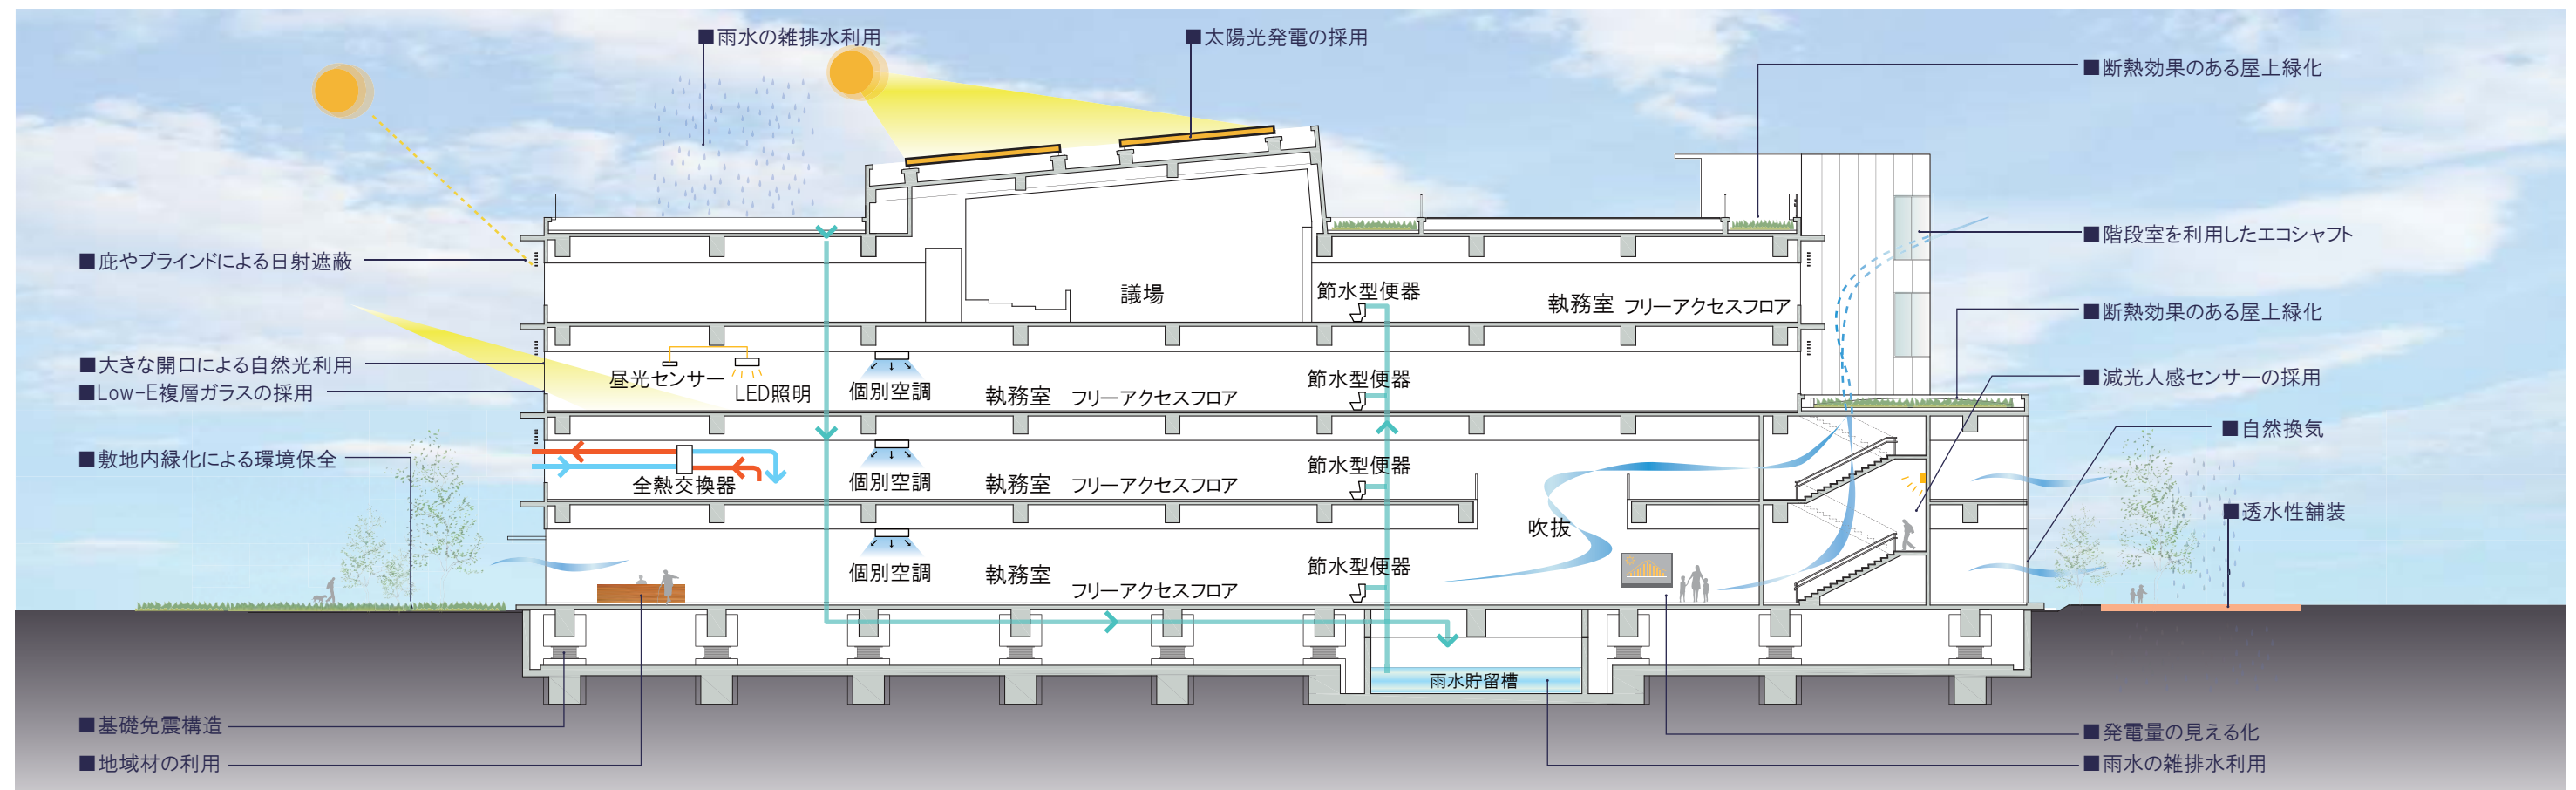 ■雨水の雑排水利用
■太陽光発電の採用
■断熱効果のある屋上緑化
■庇やブラインドによる日射遮蔽
■階段室を利用したエコシャフト
議場
節水型便器
執務室 フリーアクセスフロア
■断熱効果のある屋上緑化
■大きな開口による自然光利用
■Low-E複層ガラスの採用
昼光センサー
LED照明
個別空調
執務室 フリーアクセスフロア
節水型便器
■減光人感センサーの採用
■自然換気
■敷地内緑化による環境保全
全熱交換器
個別空調
執務室 フリーアクセスフロア
節水型便器
吹抜
■透水性舗装
個別空調
執務室 フリーアクセスフロア
節水型便器
雨水貯留槽
■基礎免震構造
■地域材の利用
■発電量の見える化
■雨水の雑排水利用